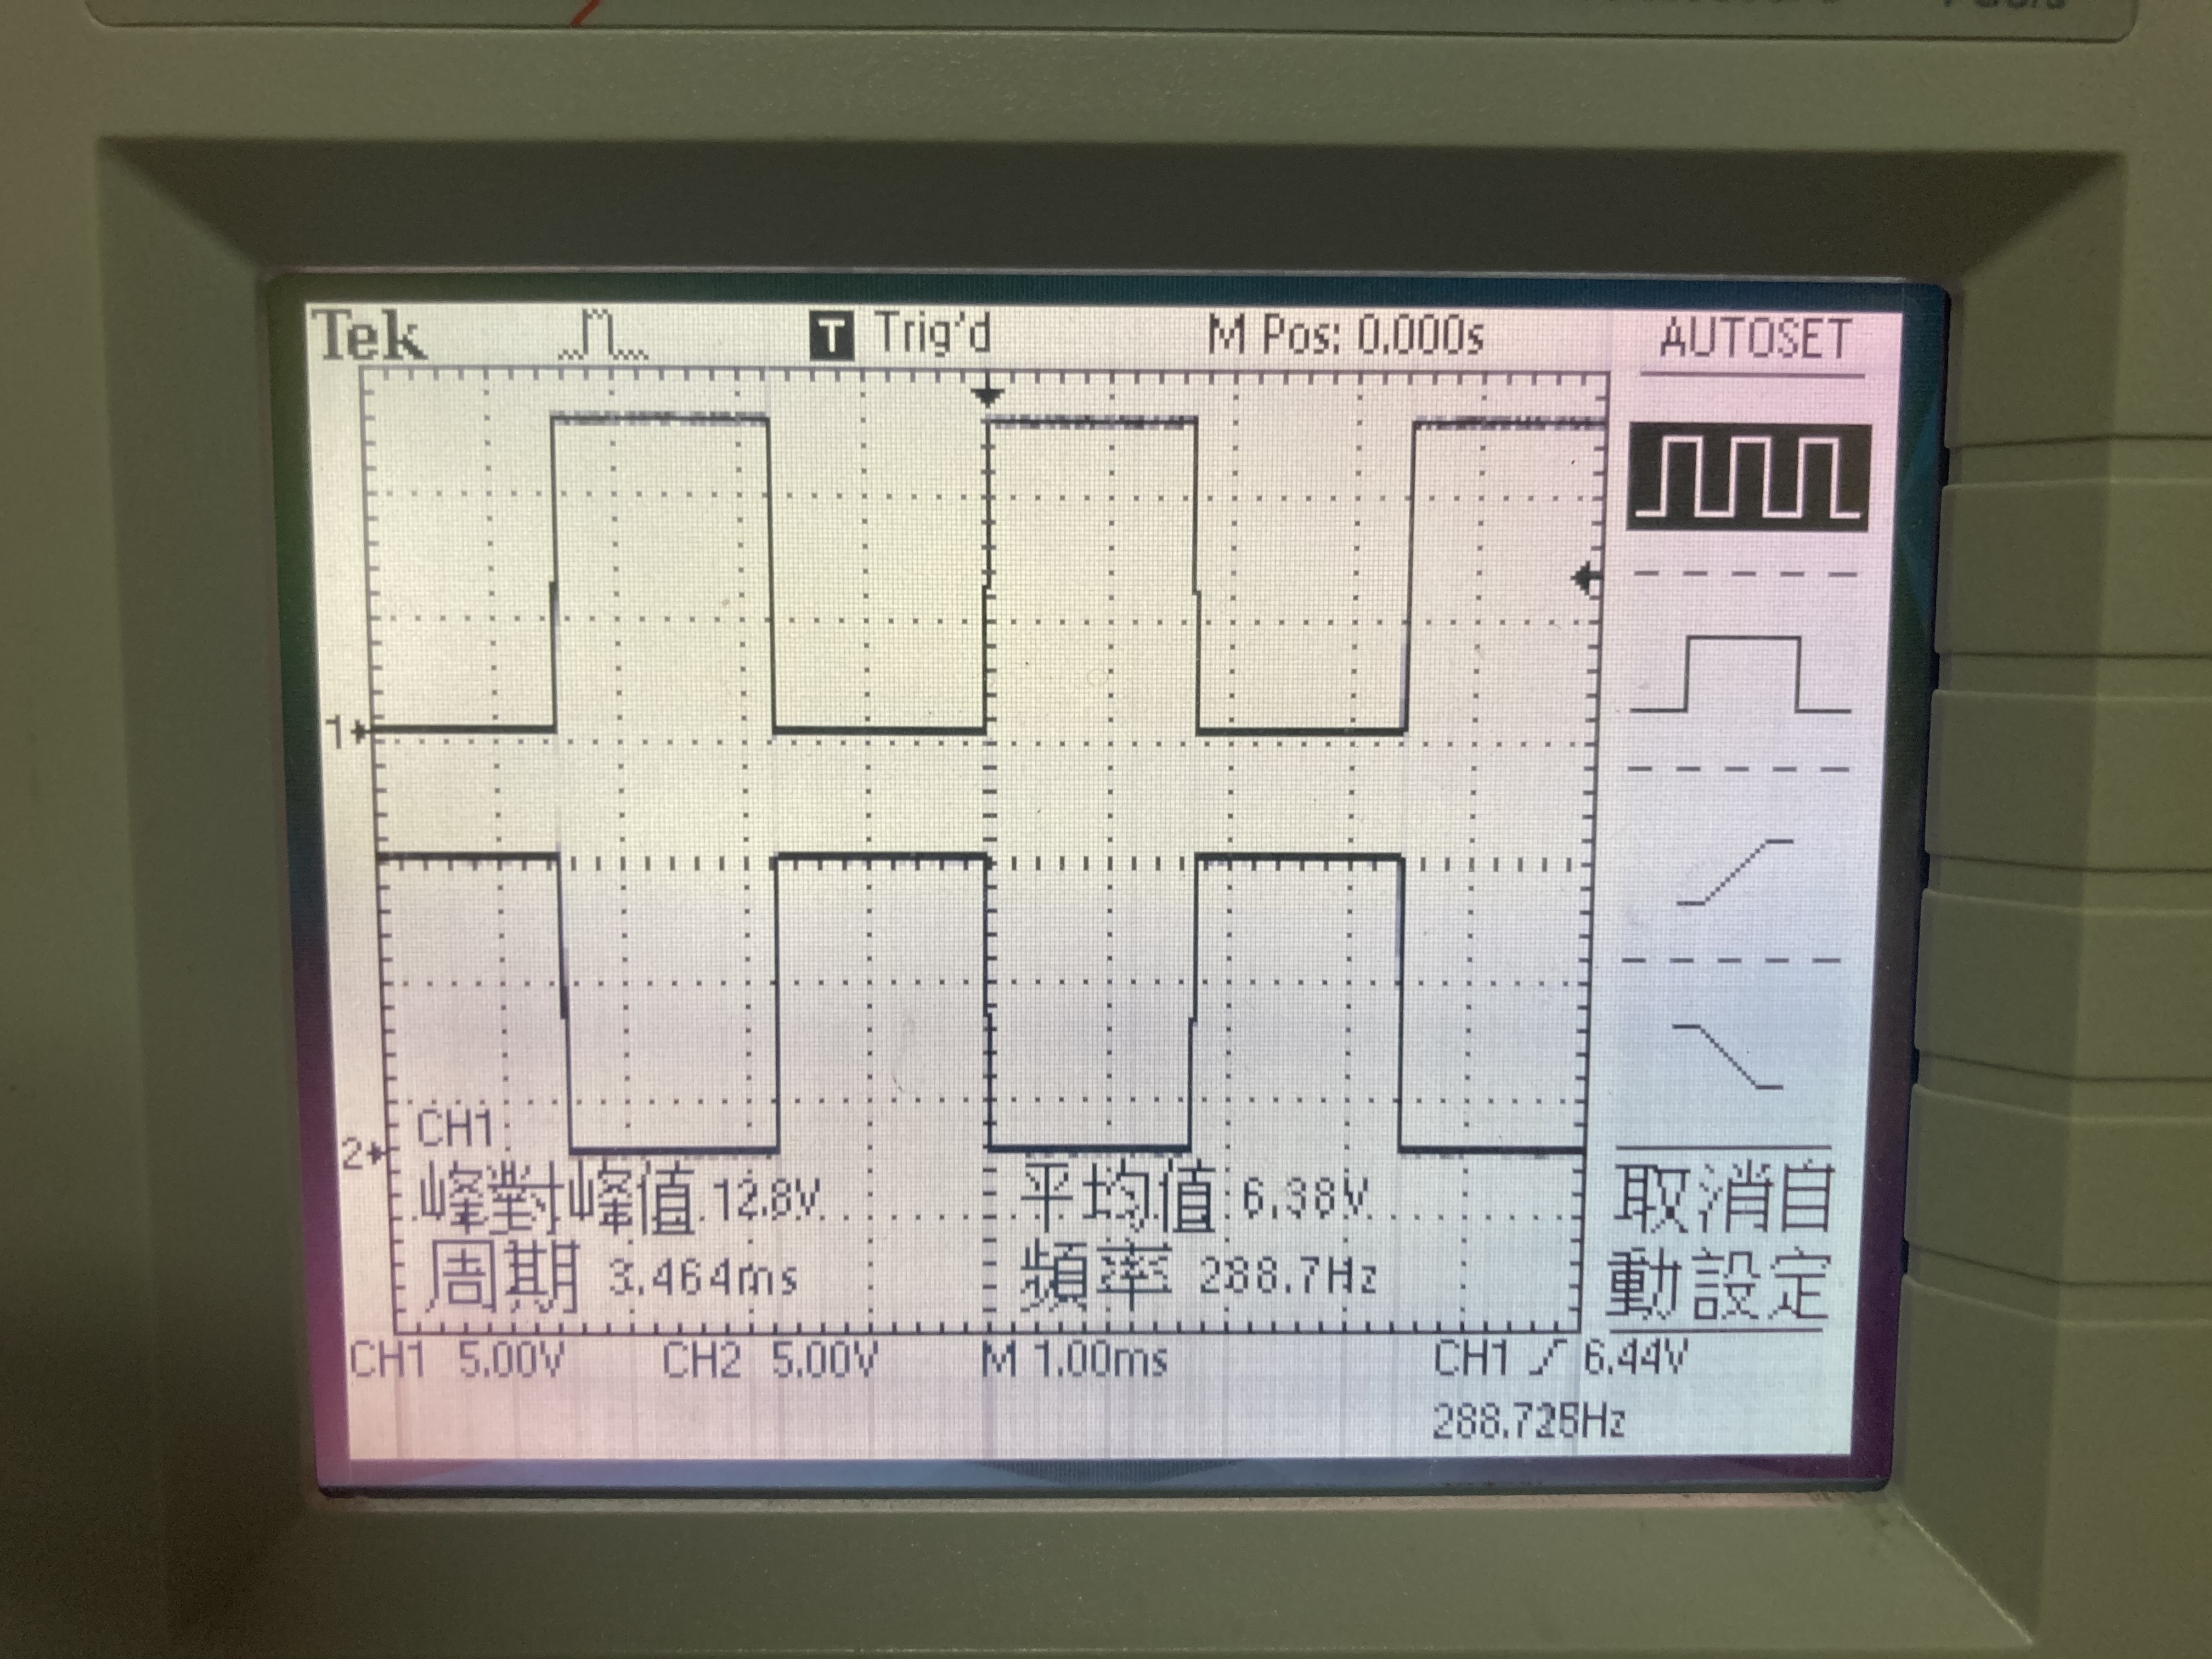 Tek T Trig'd M Pos: 0.000s AUTOSET
1
2
CH1
峰對峰值 12.8V 平均值 6.38V
周期 3.464ms 頻率 288.7Hz
取消自
動設定
CH1 5.00V CH2 5.00V M 1.00ms CH1 6.44V
288.725Hz